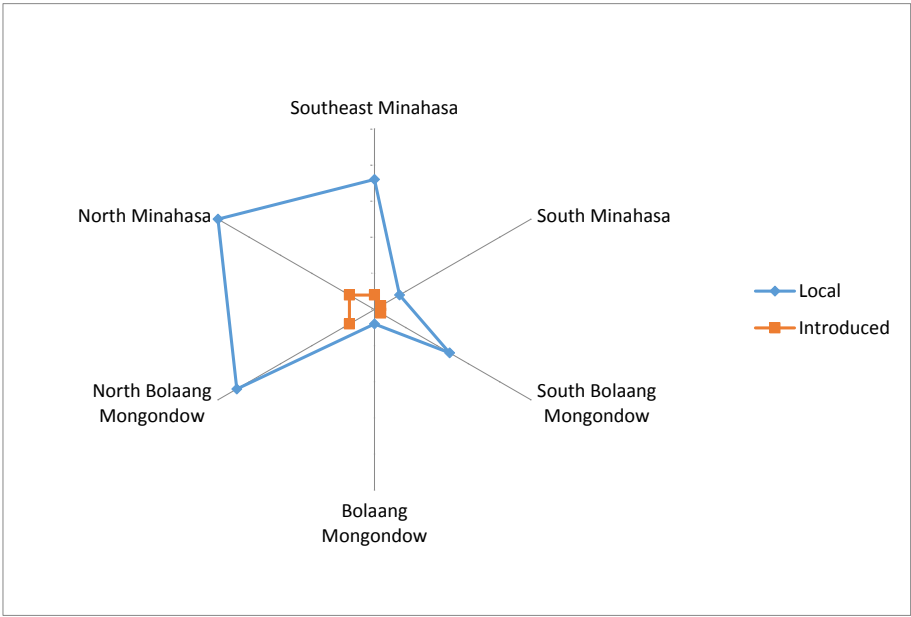 Southeast Minahasa
North Minahasa
South Minahasa
Local
Introduced
North Bolaang
Mongondow
South Bolaang
Mongondow
Bolaang
Mongondow